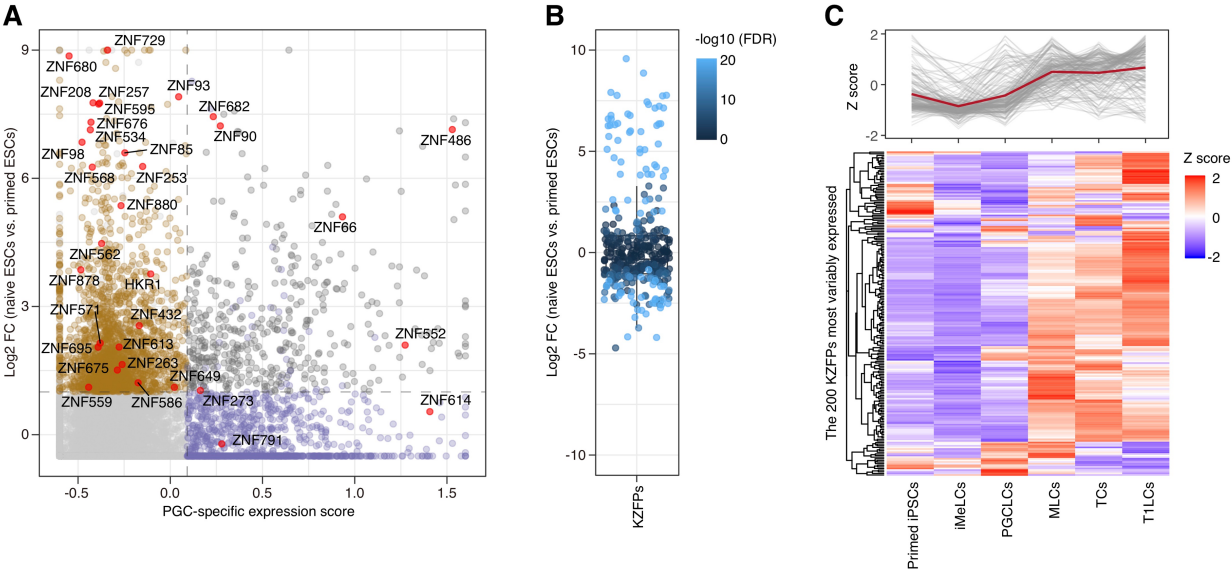 A
Log2 FC (naive ESCs vs. primed ESCs)
9
6
3
0
ZNF729
ZNF680
ZNF93
ZNF208
ZNF257
ZNF595
ZNF682
ZNF676
ZNF534
ZNF90
ZNF486
ZNF98
ZNF85
ZNF568
ZNF253
ZNF880
ZNF66
ZNF562
ZNF878
HKR1
ZNF571
ZNF432
ZNF552
ZNF695
ZNF613
ZNF675
ZNF263
ZNF649
ZNF559
ZNF586
ZNF273
ZNF614
ZNF791
-0.5
0.0
0.5
1.0
1.5
PGC-specific expression score
B
Log2 FC (naive ESCs vs. primed ESCs)
10
5
0
-5
-10
KZFPs
-log10 (FDR)
20
10
0
C
Z score
2
0
-2
The 200 KZFPs most variably expressed
Z score
2
0
-2
Primed iPSCs
iMeLCs
PGCLCs
MLCs
TCs
T1LCs